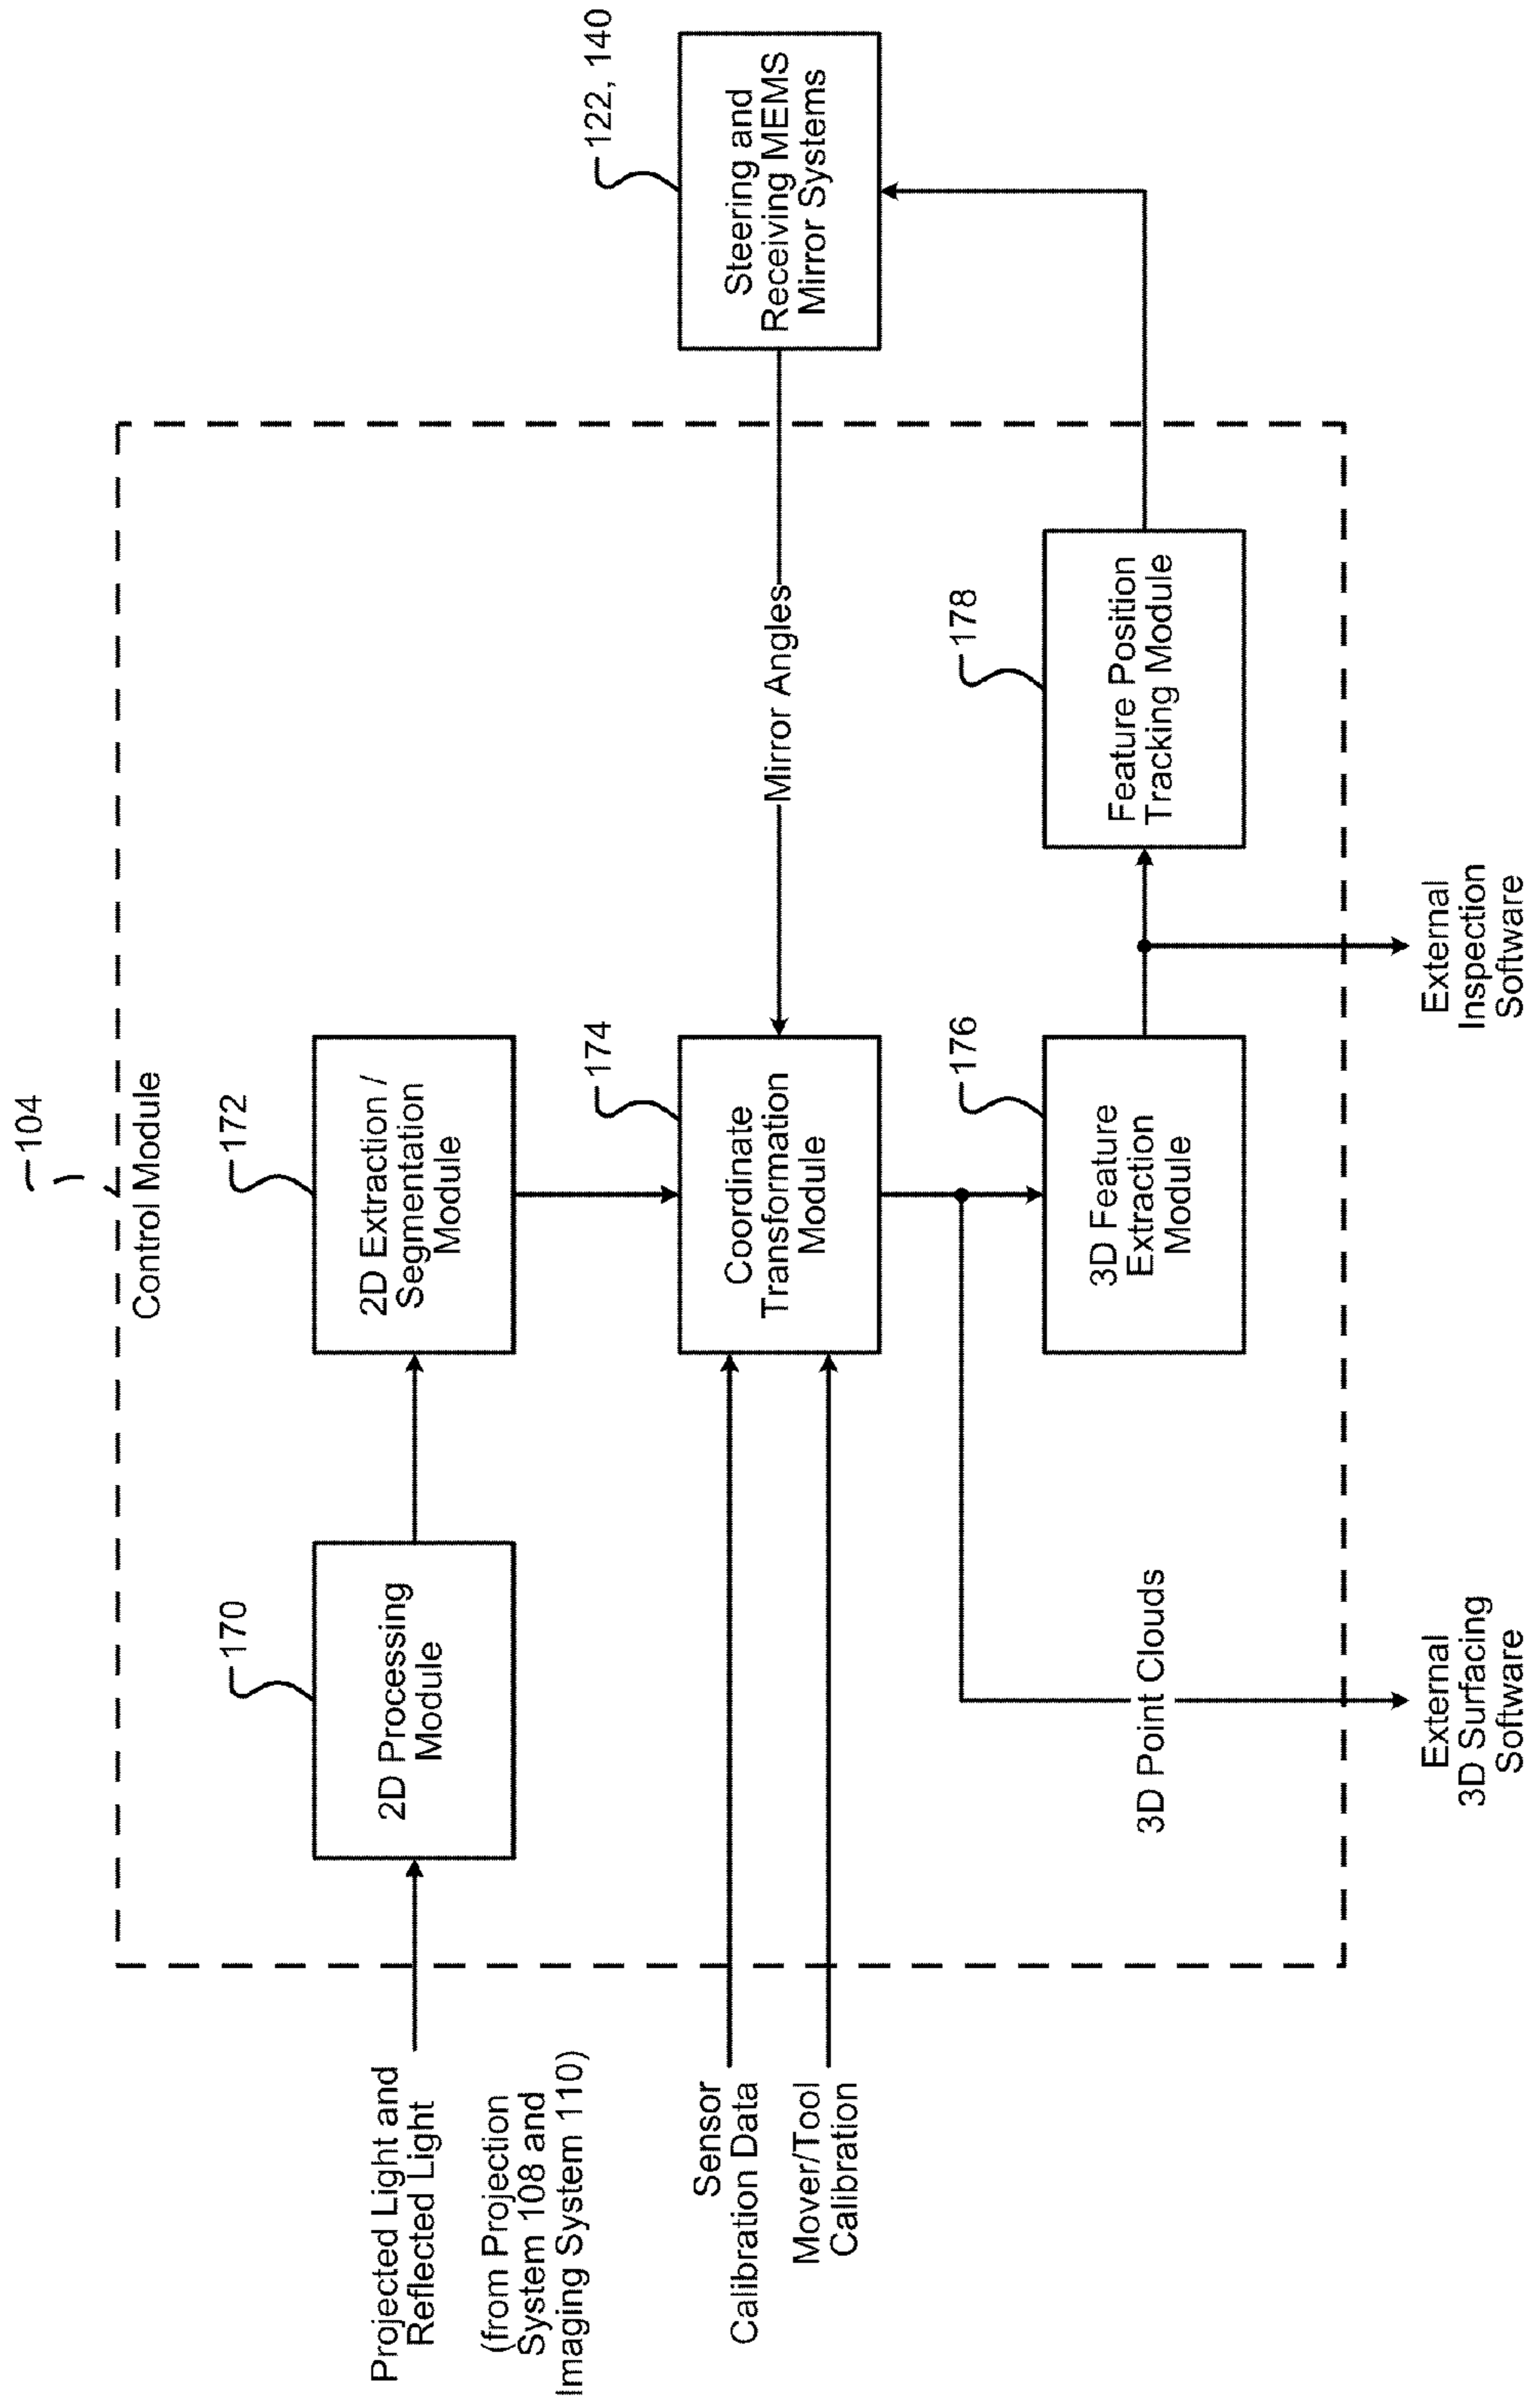 104
Control Module
170
2D Processing
Module
172
2D Extraction /
Segmentation
Module
Projected Light and
Reflected Light
(from Projection
System 108 and
Imaging System 110)
174
Coordinate
Transformation
Module
Mirror Angles
122, 140
Steering and
Receiving MEMS
Mirror Systems
Sensor
Calibration Data
Mover/Tool
Calibration
176
3D Feature
Extraction
Module
178
Feature Position
Tracking Module
3D Point Clouds
External
3D Surfacing
Software
External
Inspection
Software